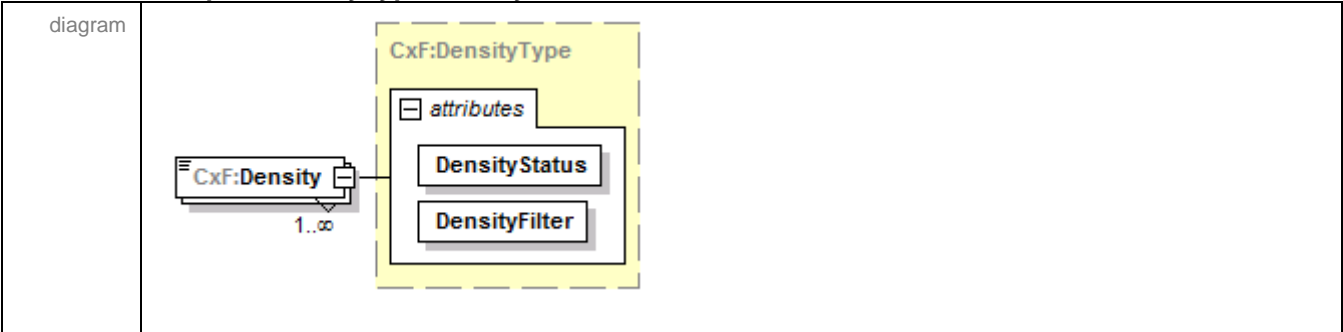 diagram
CxF:DensityType
attributes
DensityStatus
CxF:Density
DensityFilter
1..∞